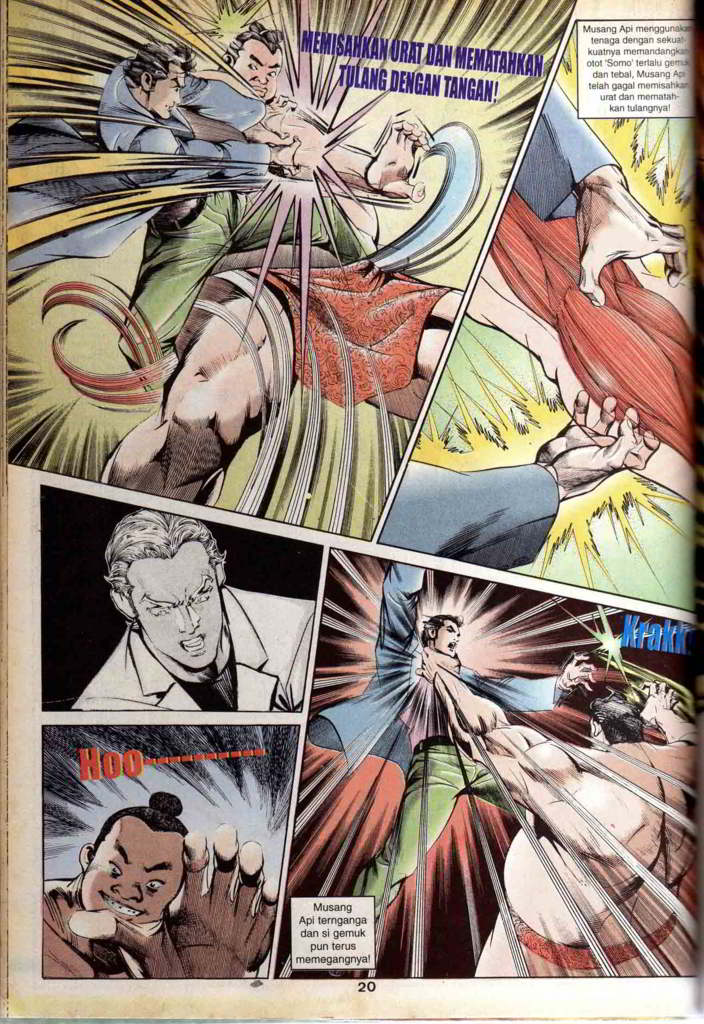 MEMISAHKAN URAT DAN MEMATAHKAN
TULANG DENGAN TANGAN!
Musang Api menggunakan
tenaga dengan sekuat-
kuatnya memandangkan
otot 'Somo' terlalu gemuk
dan tebal, Musang Api
telah gagal memisahkan
urat dan mematah-
kan tulangnya!
Krakk
Hoo----------
Musang
Api ternganga
dan si gemuk
pun terus
memegangnya!
20